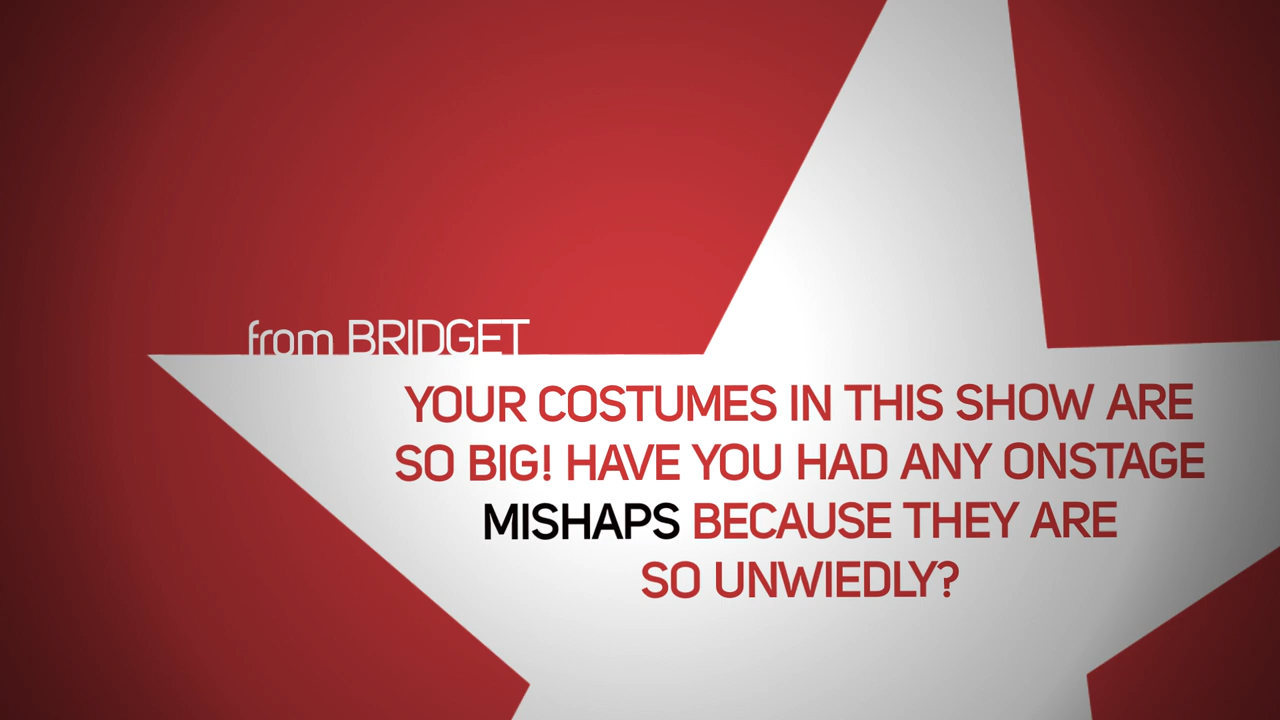 from BRIDGET
YOUR COSTUMES IN THIS SHOW ARE
SO BIG! HAVE YOU HAD ANY ONSTAGE
MISHAPS BECAUSE THEY ARE
SO UNWIEDLY?